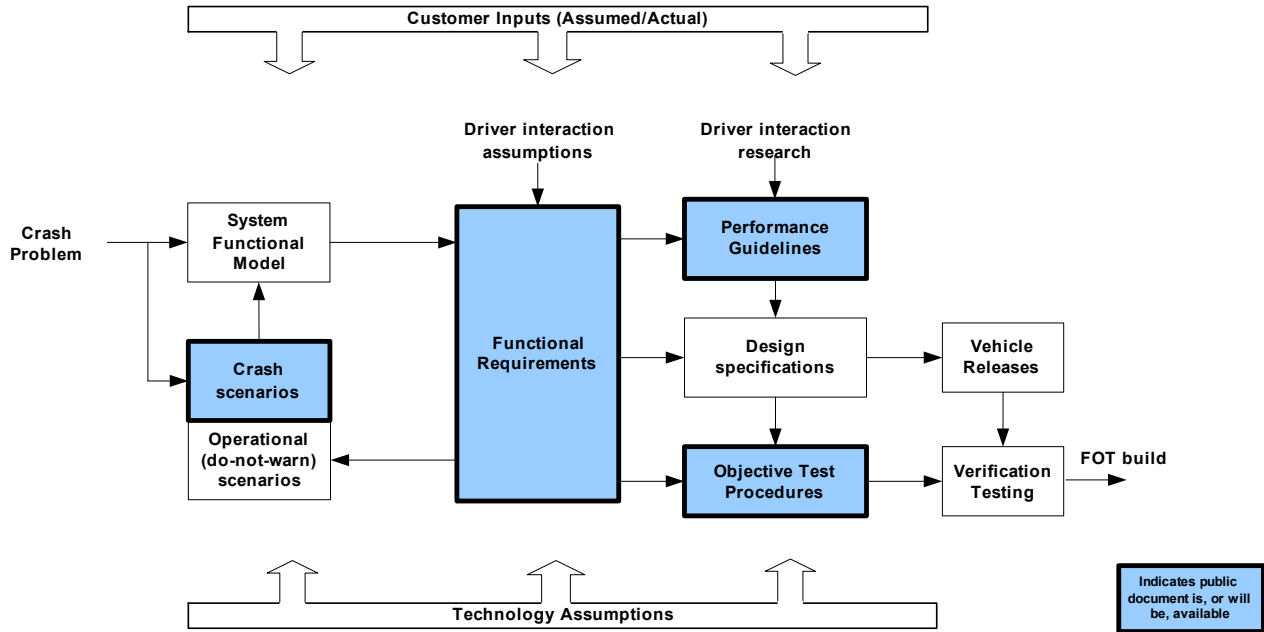 Customer Inputs (Assumed/Actual)
Driver interaction
assumptions
Driver interaction
research
Crash
Problem
System
Functional
Model
Crash
scenarios
Operational
(do-not-warn)
scenarios
Functional
Requirements
Performance
Guidelines
Design
specifications
Objective Test
Procedures
Vehicle
Releases
Verification
Testing
FOT build
Technology Assumptions
Indicates public
document is, or will
be, available